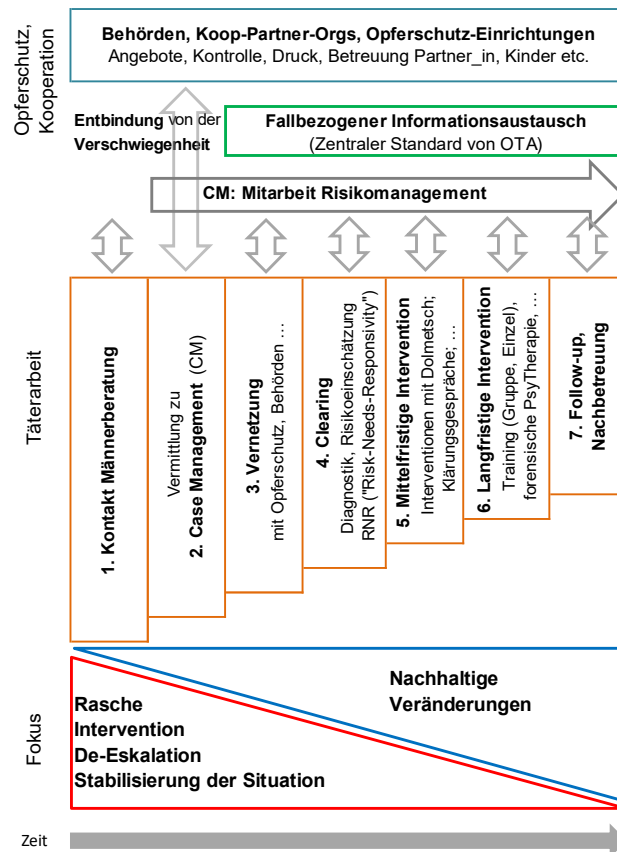 Opferschutz,
Kooperation
Behörden, Koop-Partner-Orgs, Opferschutz-Einrichtungen
Angebote, Kontrolle, Druck, Betreuung Partner_in, Kinder etc.
Entbindung von der
Verschwiegenheit
Fallbezogener Informationsaustausch
(Zentraler Standard von OTA)
CM: Mitarbeit Risikomanagement
Täterarbeit
1. Kontakt Männerberatung
Vermittlung zu
2. Case Management (CM)
3. Vernetzung
mit Opferschutz, Behörden …
4. Clearing
Diagnostik, Risikoeinschätzung
RNR ("Risk-Needs-Responsivity")
5. Mittelfristige Intervention
Interventionen mit Dolmetsch;
Klärungsgespräche; …
6. Langfristige Intervention
Training (Gruppe, Einzel),
forensische PsyTherapie, …
7. Follow-up,
Nachbetreuung
Fokus
Nachhaltige
Veränderungen
Rasche
Intervention
De-Eskalation
Stabilisierung der Situation
Zeit